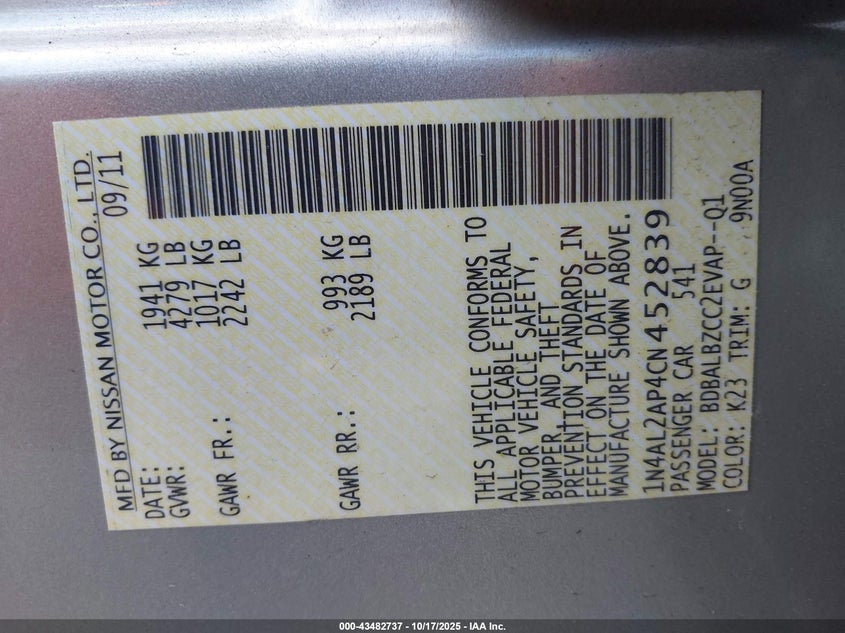 MFD BY NISSAN MOTOR CO., LTD.
DATE: 09/11
GVWR: 1941 KG
4279 LB
GAWR FR.: 1017 KG
2242 LB
GAWR RR.: 993 KG
2189 LB
THIS VEHICLE CONFORMS TO
ALL APPLICABLE FEDERAL
MOTOR VEHICLE SAFETY,
BUMPER, AND THEFT
PREVENTION STANDARDS IN
EFFECT ON THE DATE OF
MANUFACTURE SHOWN ABOVE.
1N4AL2AP4CN452839
PASSENGER CAR 541
MODEL: BDBALBZCC2EVAP--Q1
COLOR: K23 TRIM: G 9N00A
000-43482737 - 10/17/2025 - IAA Inc.